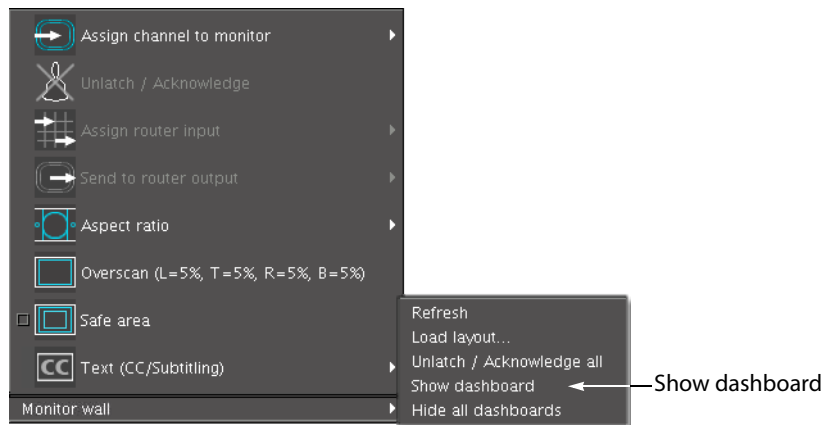 Assign channel to monitor
Unlatch / Acknowledge
Assign router input
Send to router output
Aspect ratio
Overscan (L=5%, T=5%, R=5%, B=5%)
Safe area
CC Text (CC/Subtitling)
Monitor wall
Refresh
Load layout...
Unlatch / Acknowledge all
Show dashboard
Hide all dashboards
Show dashboard